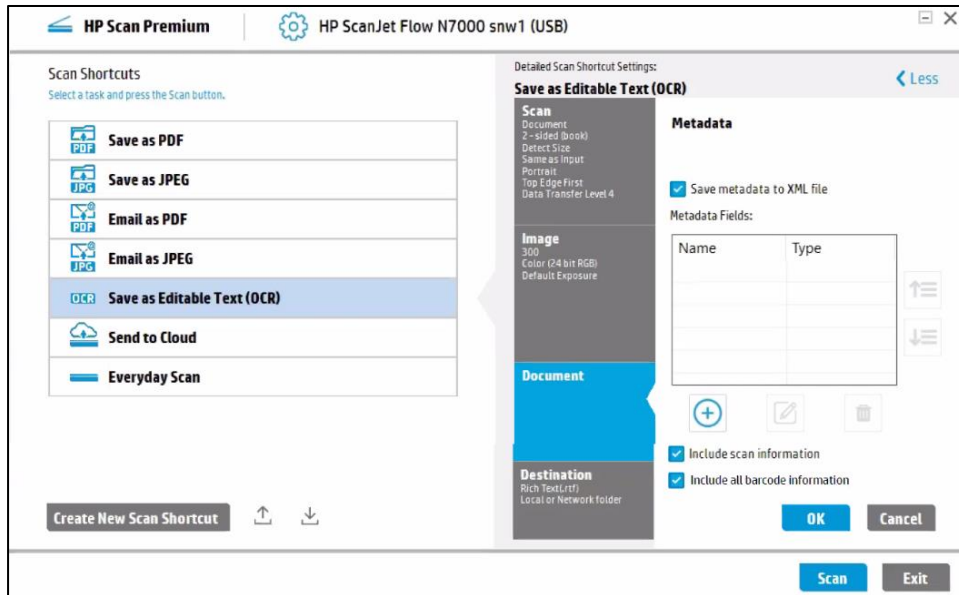 HP Scan Premium
HP ScanJet Flow N7000 snw1 (USB)
Scan Shortcuts
Select a task and press the Scan button.
PDF
Save as PDF
JPG
Save as JPEG
PDF
Email as PDF
JPG
Email as JPEG
OCR
Save as Editable Text (OCR)
Send to Cloud
Everyday Scan
Create New Scan Shortcut
Detailed Scan Shortcut Settings:
Save as Editable Text (OCR)
Less
Scan
Document
2-sided (book)
Detect Size
Same as Input
Portrait
Top Edge First
Data Transfer Level 4
Image
300
Color (24 bit RGB)
Default Exposure
Document
Destination
Rich Text(.rtf)
Local or Network folder
Metadata
Save metadata to XML file
Metadata Fields:
Name Type
Include scan information
Include all barcode information
OK Cancel
Scan Exit